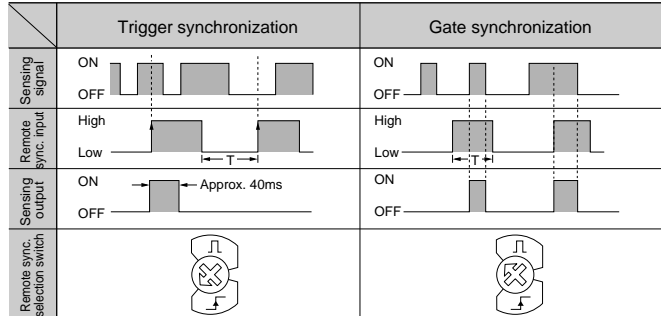 Trigger synchronization
Gate synchronization
Sensing
signal
ON
OFF
ON
OFF
Remote
sync. input
High
Low
T
High
Low
T
Sensing
output
ON
OFF
Approx. 40ms
ON
OFF
Remote sync.
selection switch